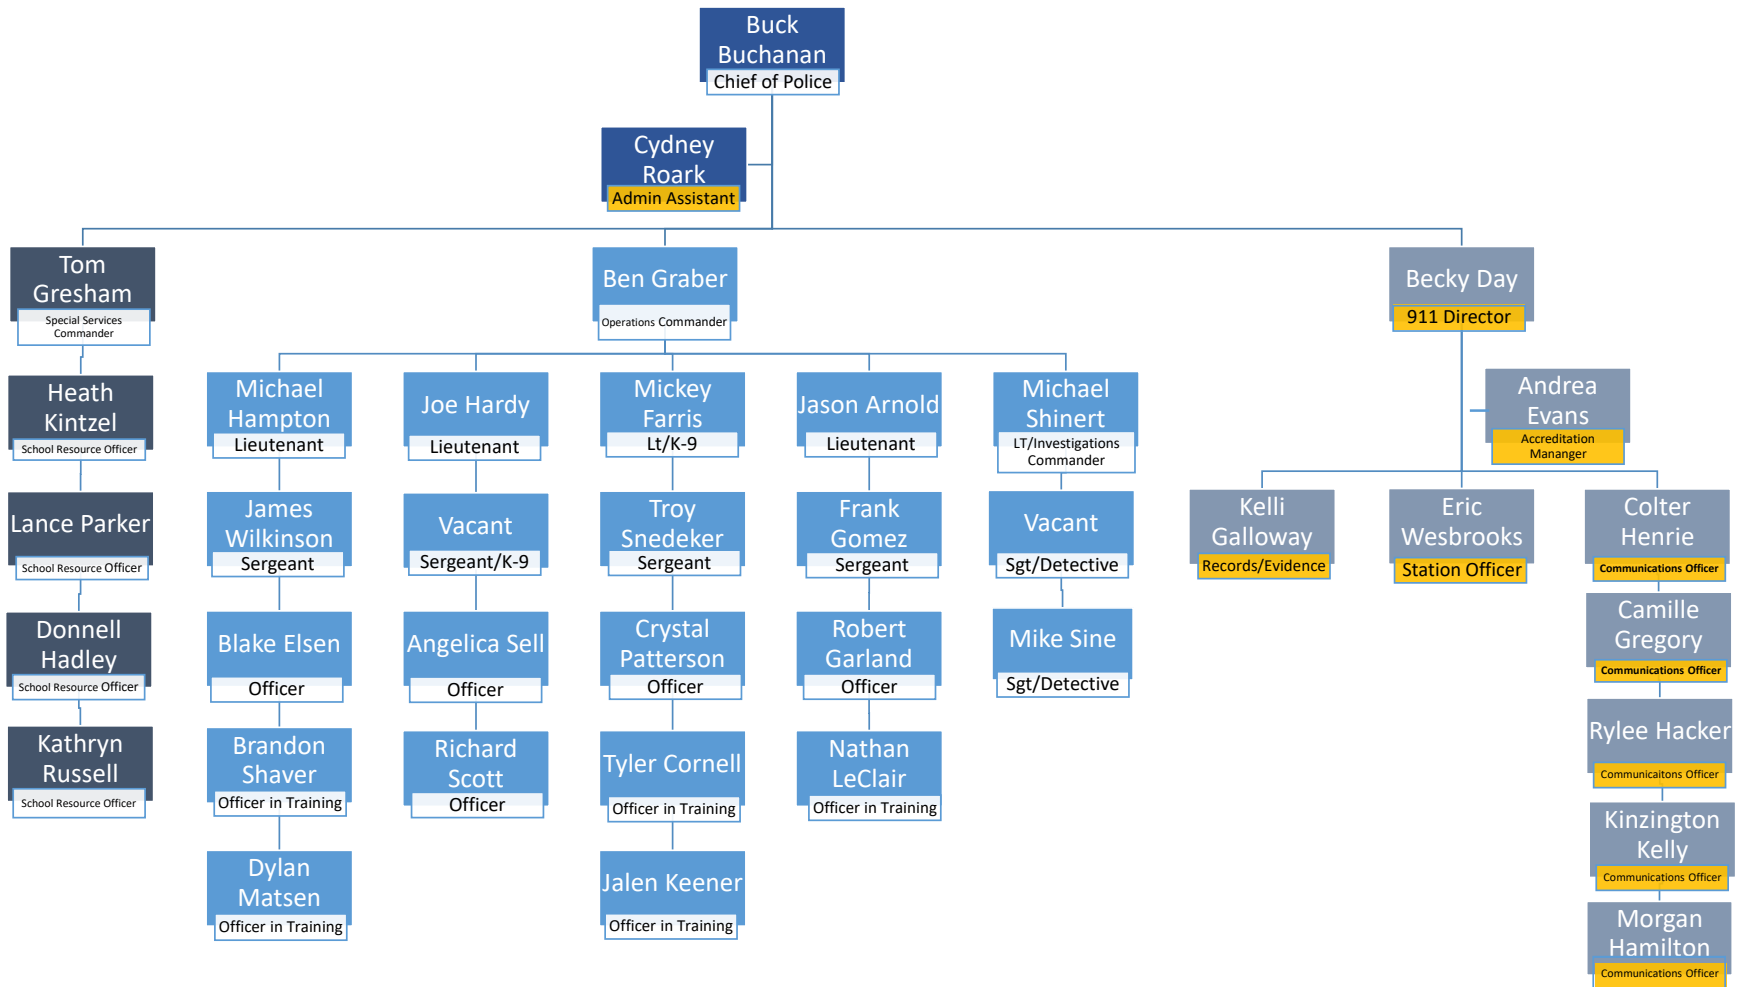 Buck
Buchanan
Chief of Police
Cydney
Roark
Admin Assistant
Tom
Gresham
Special Services
Commander
Ben Graber
Operations Commander
Becky Day
911 Director
Andrea
Evans
Accreditation
Mananger
Heath
Kintzel
School Resource Officer
Lance Parker
School Resource Officer
Donnell
Hadley
School Resource Officer
Kathryn
Russell
School Resource Officer
Michael
Hampton
Lieutenant
James
Wilkinson
Sergeant
Blake Elsen
Officer
Brandon
Shaver
Officer in Training
Dylan
Matsen
Officer in Training
Joe Hardy
Lieutenant
Vacant
Sergeant/K-9
Angelica Sell
Officer
Richard
Scott
Officer
Mickey
Farris
Lt/K-9
Troy
Snedeker
Sergeant
Crystal
Patterson
Officer
Tyler Cornell
Officer in Training
Jalen Keener
Officer in Training
Jason Arnold
Lieutenant
Frank
Gomez
Sergeant
Robert
Garland
Officer
Nathan
LeClair
Officer in Training
Michael
Shinert
LT/Investigations
Commander
Vacant
Sgt/Detective
Mike Sine
Sgt/Detective
Kelli
Galloway
Records/Evidence
Eric
Wesbrooks
Station Officer
Colter
Henrie
Communications Officer
Camille
Gregory
Communications Officer
Rylee Hacker
Communicaitons Officer
Kinzington
Kelly
Communications Officer
Morgan
Hamilton
Communications Officer